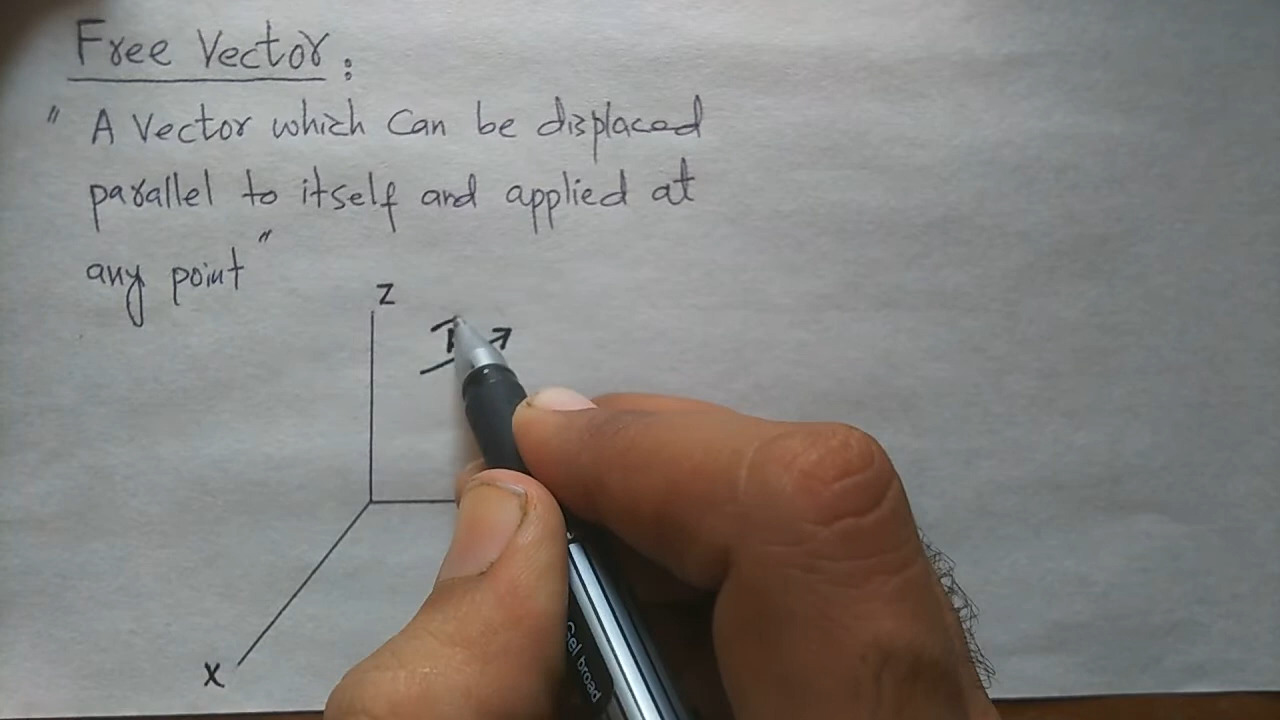 Free Vector:
" A Vector which can be displaced
parallel to itself and applied at
any point "
Z
X
Gel broad